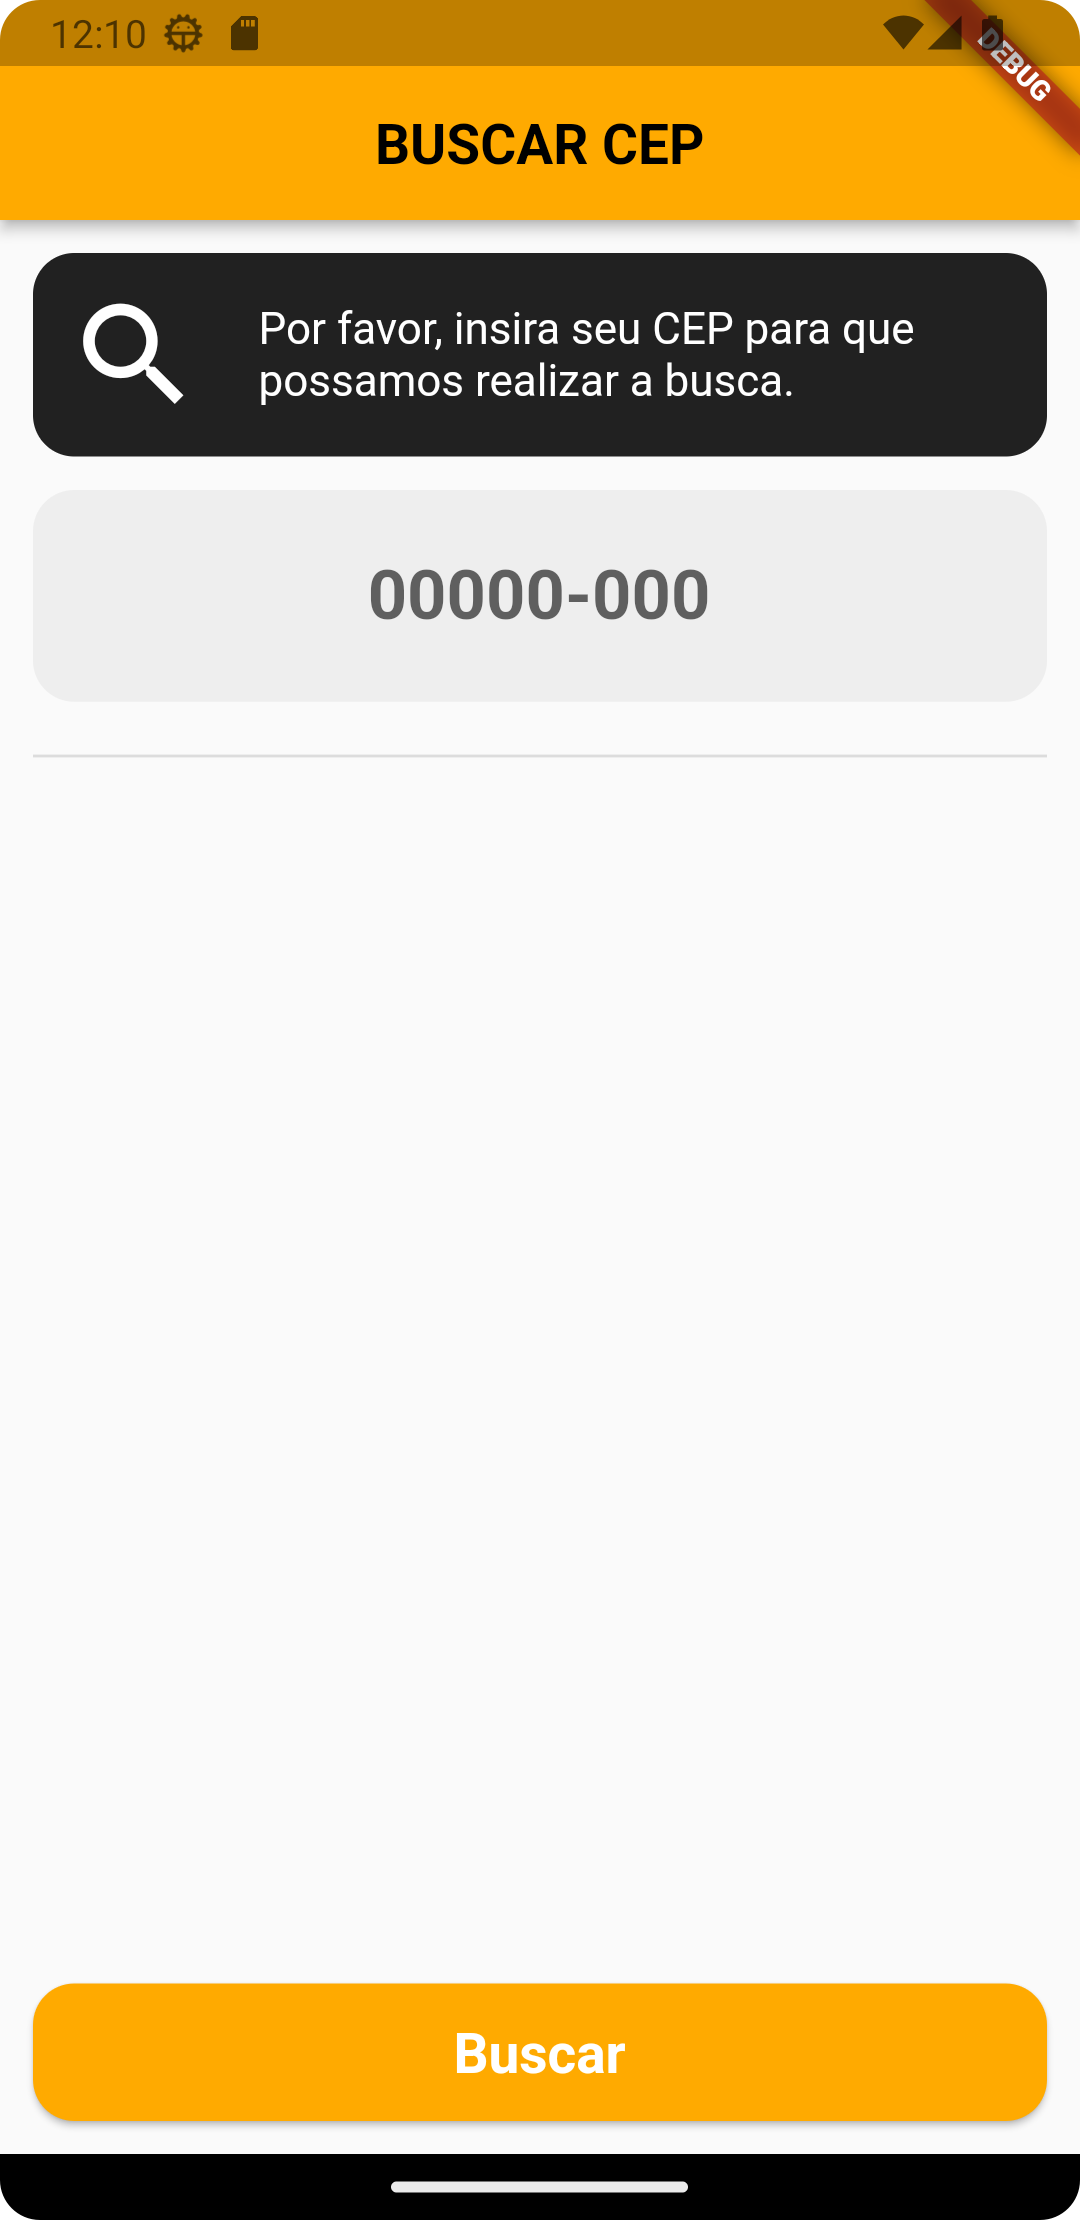 12:10
DEBUG
BUSCAR CEP
Por favor, insira seu CEP para que
possamos realizar a busca.
00000-000
Buscar